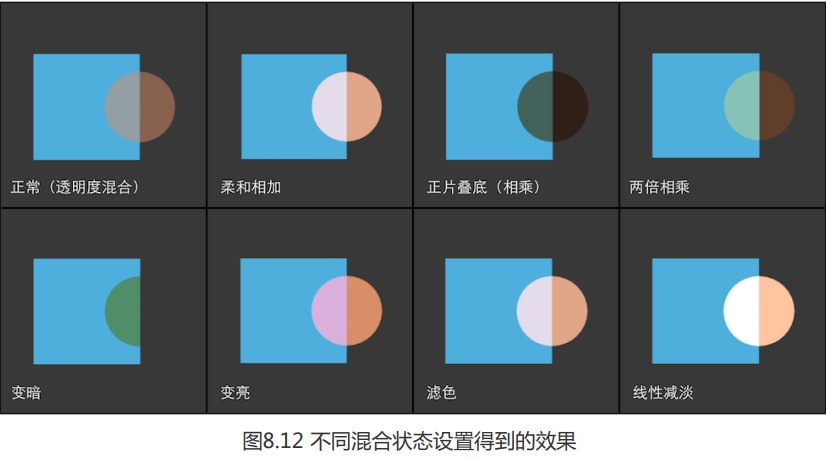 正常（透明度混合）
柔和相加
正片叠底（相乘）
两倍相乘
变暗
变亮
滤色
线性减淡
图8.12 不同混合状态设置得到的效果